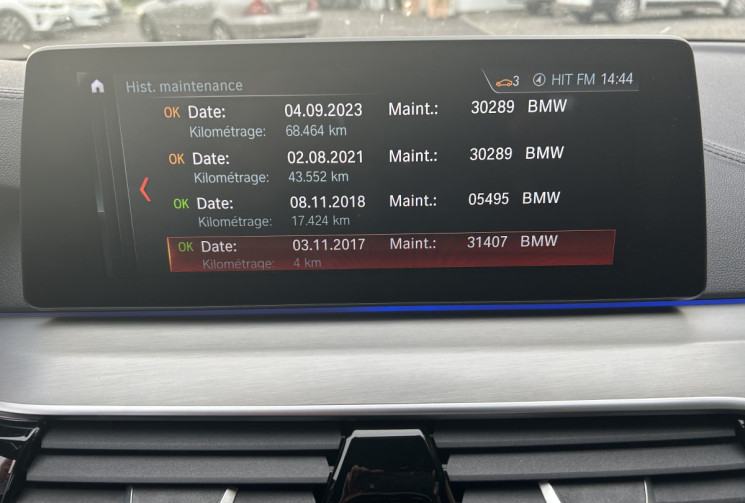 Hist. maintenance 3 HIT FM 14:44
OK Date: 04.09.2023 Maint.: 30289 BMW
Kilométrage: 68.464 km
OK Date: 02.08.2021 Maint.: 30289 BMW
Kilométrage: 43.552 km
OK Date: 08.11.2018 Maint.: 05495 BMW
Kilométrage: 17.424 km
OK Date: 03.11.2017 Maint.: 31407 BMW
Kilométrage: 4 km